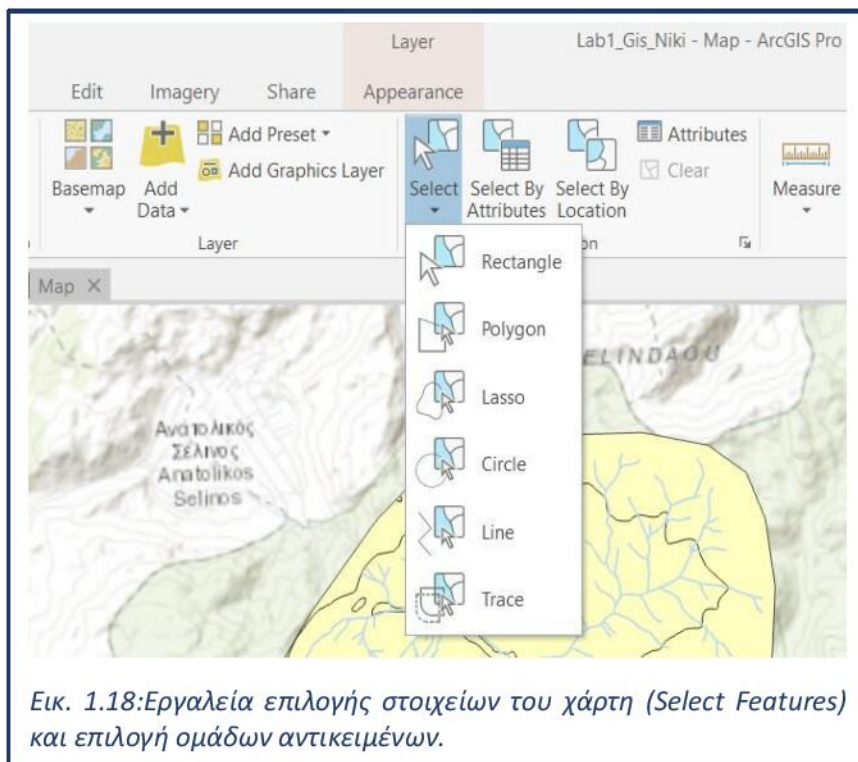 Layer
Lab1_Gis_Niki - Map - ArcGIS Pro
Edit Imagery Share Appearance
Basemap
Add Data
Add Preset
Add Graphics Layer
Layer
Select
Select By Attributes
Select By Location
Attributes
Clear
Measure
Map
Rectangle
Polygon
Lasso
Circle
Line
Trace
Ανατολικός
Σέλινος
Anatolikos
Selinos
ELINDAOU
Εικ. 1.18:Εργαλεία επιλογής στοιχείων του χάρτη (Select Features)
και επιλογή ομάδων αντικειμένων.